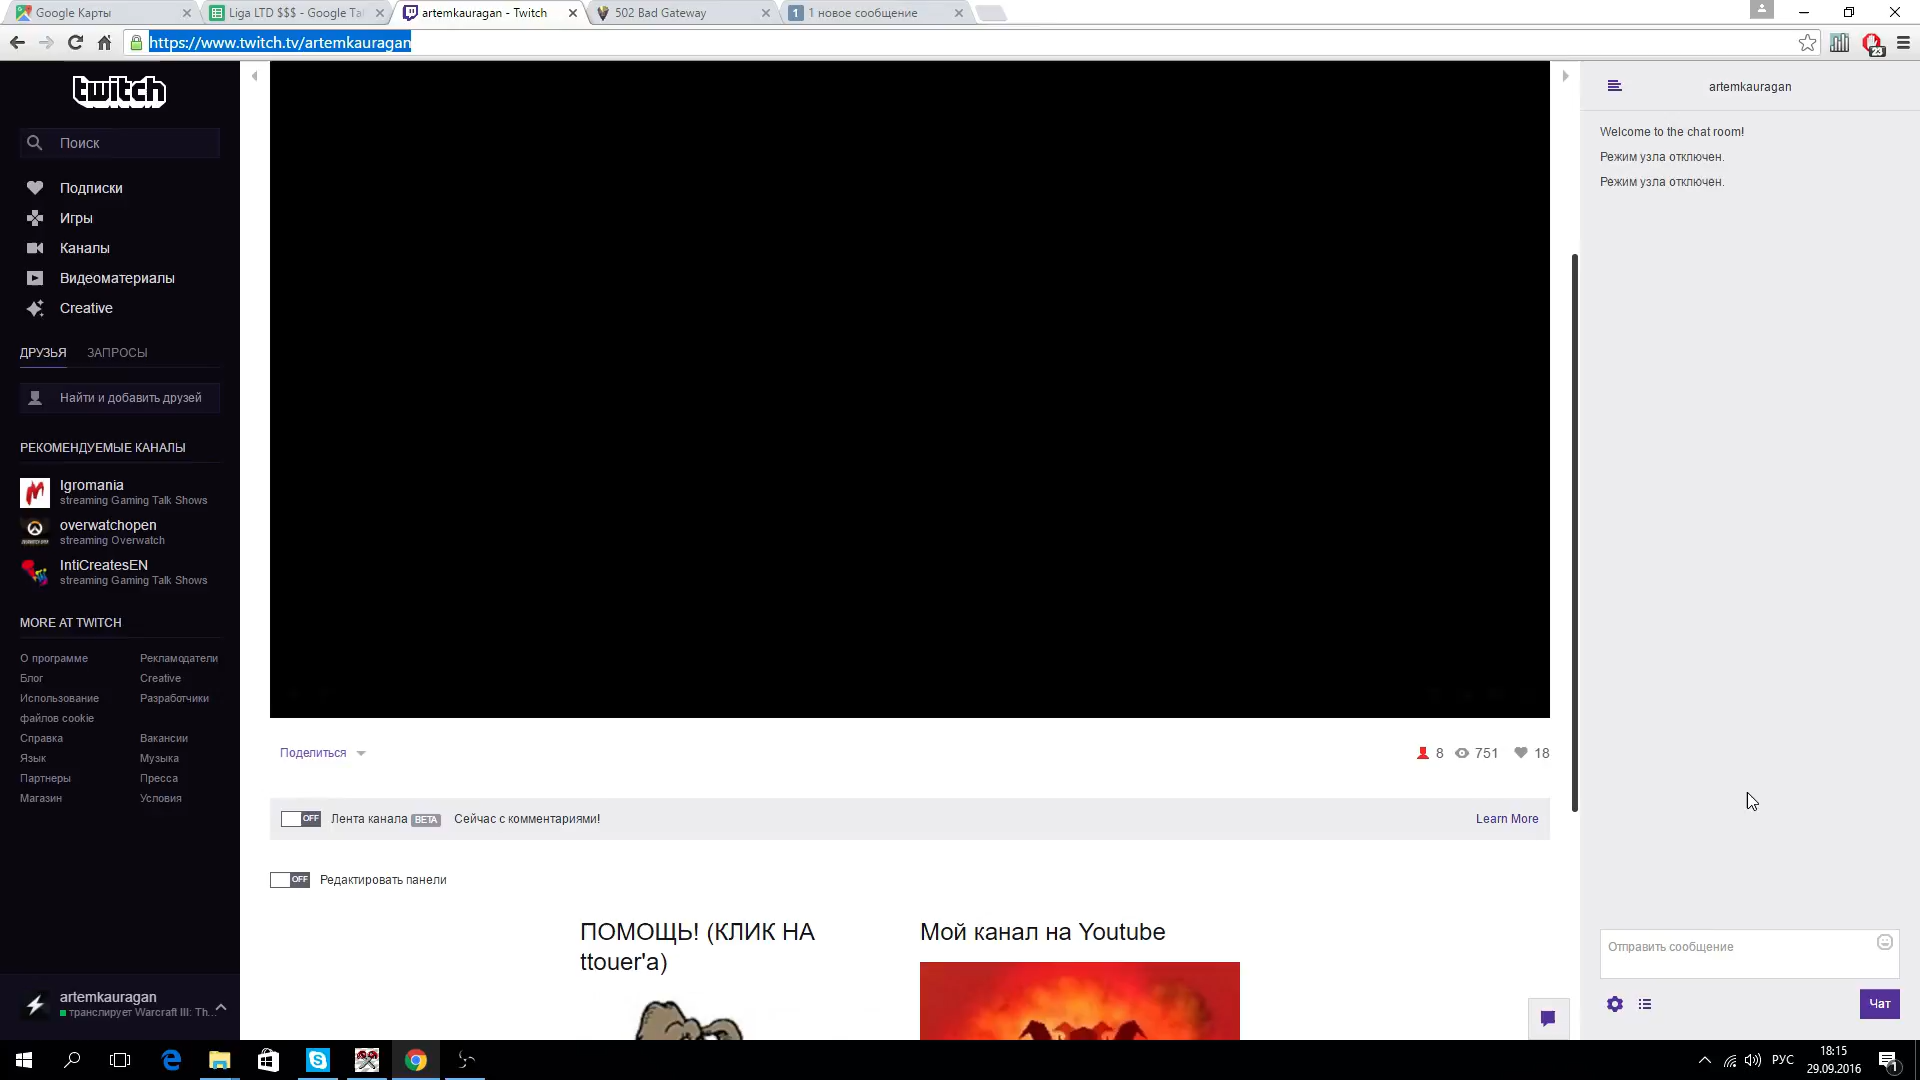 Google Карты
Liga LTD $$$ - Google Та
artemkauragan - Twitch
502 Bad Gateway
1 новое сообщение
https://www.twitch.tv/artemkauragan
23
twitch
Поиск
Подписки
Игры
Каналы
Видеоматериалы
Creative
ДРУЗЬЯ ЗАПРОСЫ
Найти и добавить друзей
РЕКОМЕНДУЕМЫЕ КАНАЛЫ
Igromania
streaming Gaming Talk Shows
overwatchopen
streaming Overwatch
IntiCreatesEN
streaming Gaming Talk Shows
MORE AT TWITCH
О программе Рекламодатели
Блог Creative
Использование Разработчики
файлов cookie
Справка Вакансии
Язык Музыка
Партнеры Пресса
Магазин Условия
artemkauragan
транслирует Warcraft III: Th...
Поделиться
8 751 18
OFF Лента канала BETA Сейчас с комментариями! Learn More
OFF Редактировать панели
ПОМОЩЬ! (КЛИК НА
ttouer'а)
Мой канал на Youtube
artemkauragan
Welcome to the chat room!
Режим узла отключен.
Режим узла отключен.
Отправить сообщение
Чат
РУС
18:15
29.09.2016
1